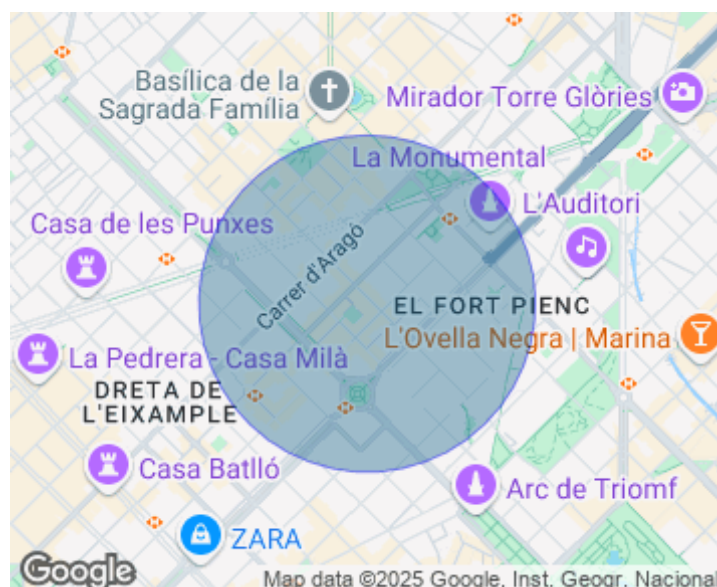 Basílica de la
Sagrada Família
Mirador Torre Glòries
La Monumental
L'Auditori
Casa de les Punxes
Carrer d'Aragó
EL FORT PIENC
L'Ovella Negra | Marina
La Pedrera - Casa Milà
DRETA DE
L'EIXAMPLE
Casa Batlló
Arc de Triomf
ZARA
Google
Map data ©2025 Google, Inst. Geogr. Nacional